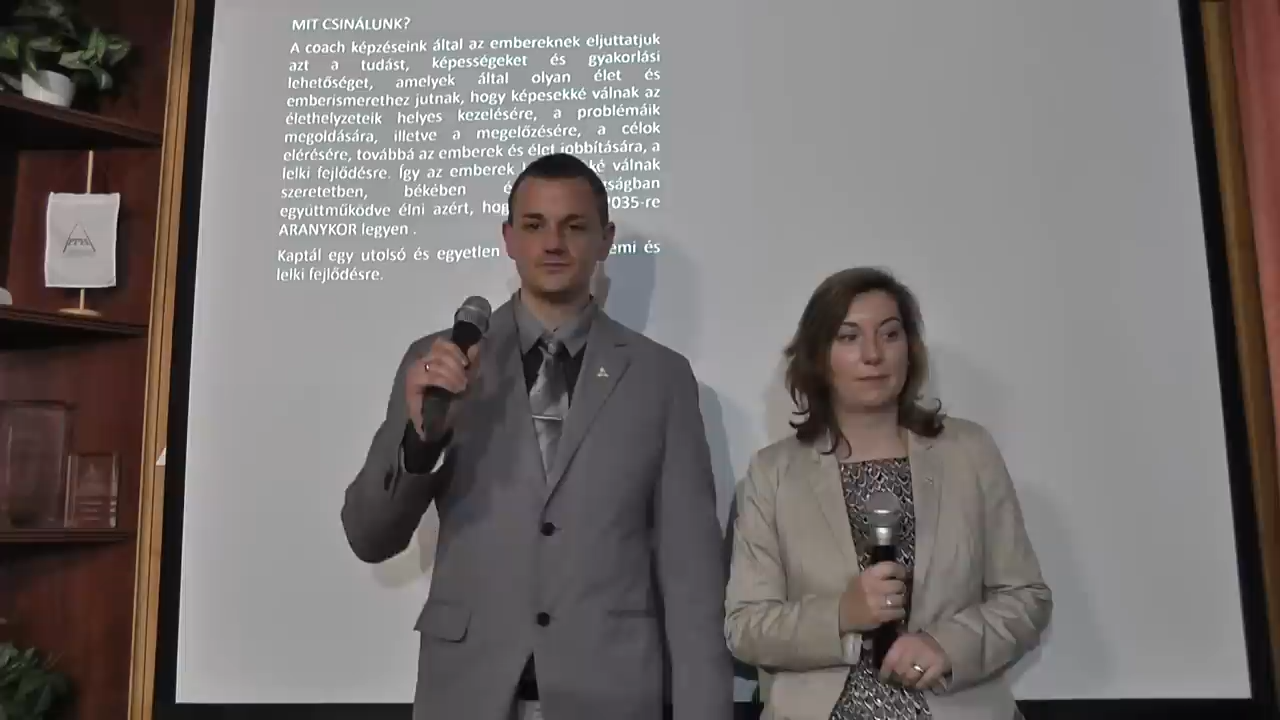 MIT CSINÁLUNK?
A coach képzéseink által az embereknek eljuttatjuk
azt a tudást, képességeket és gyakorlási
lehetőséget, amelyek által olyan élet és
emberismerethez jutnak, hogy képesekké válnak az
élethelyzeteik helyes kezelésére, a problémáik
megoldására, illetve a megelőzésére, a célok
elérésére, továbbá az emberek és élet jobbítására, a
lelki fejlődésre. Így az emberek válnak
szeretetben, békében
együttműködve élni azért,
ARANYKOR legyen .
Kaptál egy utolsó és egyetlen és
lelki fejlődésre.